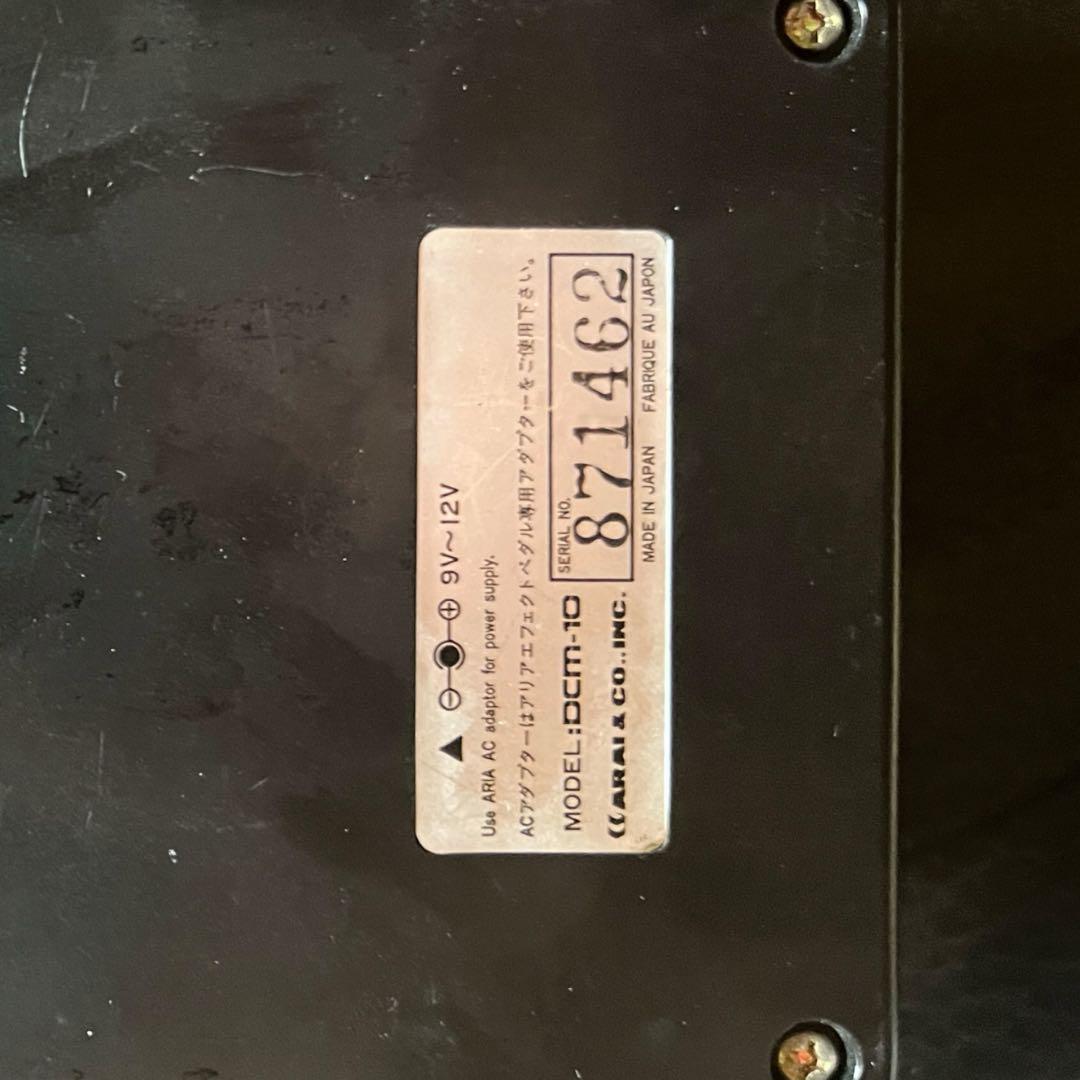 ▲ ⊖-●-⊕ 9V~12V
Use ARIA AC adaptor for power supply.
ACアダプターはアリアエフェクトペダル専用アダプターをご使用下さい。
MODEL:DCM-10
SERIAL NO.
871462
ARAI & CO.,INC.
MADE IN JAPAN FABRIQUE AU JAPON